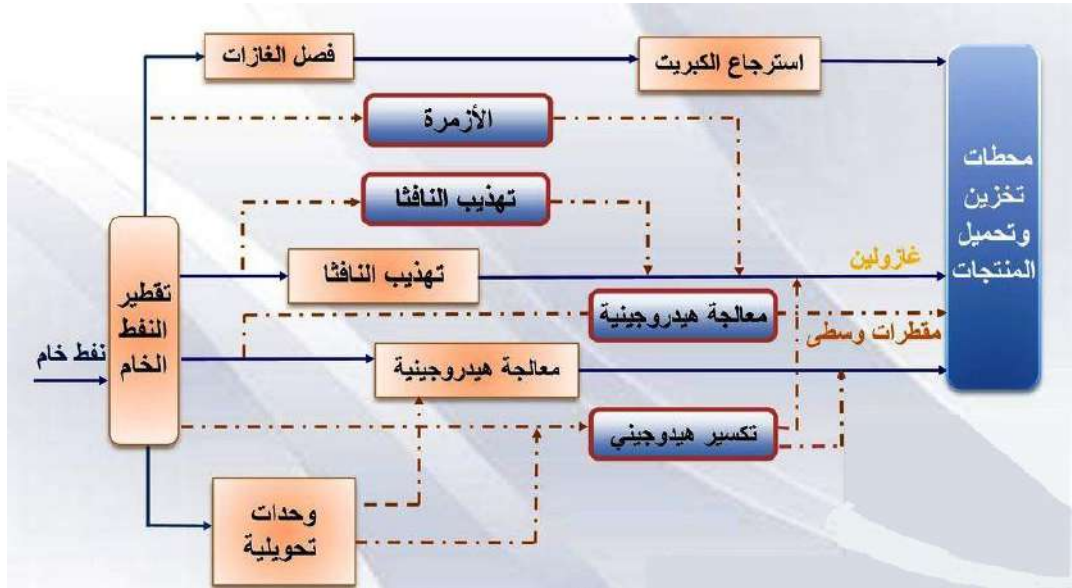 فصل الغازات
استرجاع الكبريت
الأزمرة
تهذيب النافثا
تهذيب النافثا
غازولين
معالجة هيدروجينية
مقطرات وسطى
معالجة هيدروجينية
تكسير هيدوجيني
نفط خام
تقطير
النفط
الخام
وحدات
تحويلية
محطات
تخزين
وتحميل
المنتجات